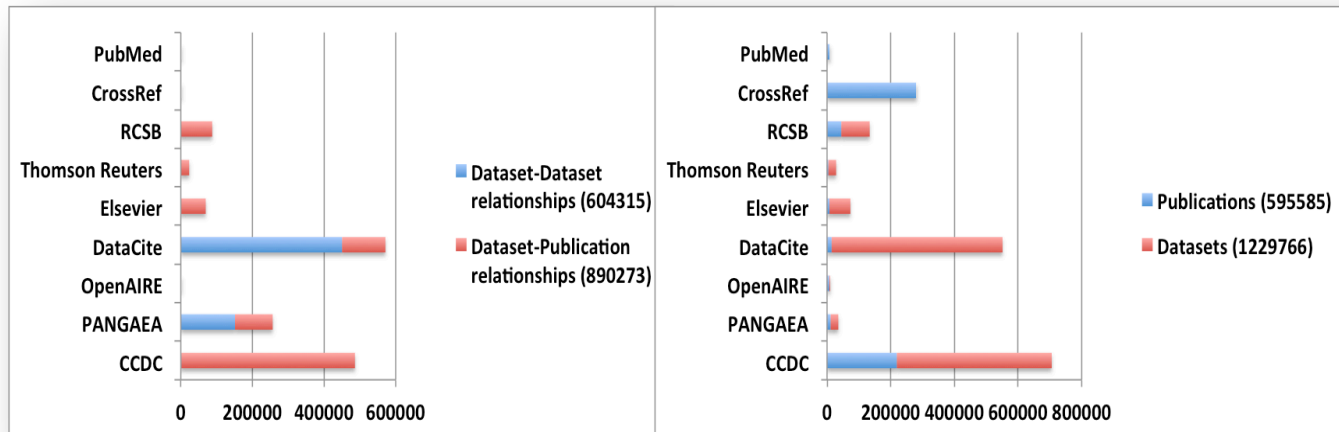 PubMed
CrossRef
RCSB
Thomson Reuters
Elsevier
DataCite
OpenAIRE
PANGAEA
CCDC
0 200000 400000 600000
Dataset-Dataset
relationships (604315)
Dataset-Publication
relationships (890273)
PubMed
CrossRef
RCSB
Thomson Reuters
Elsevier
DataCite
OpenAIRE
PANGAEA
CCDC
0 200000 400000 600000 800000
Publications (595585)
Datasets (1229766)